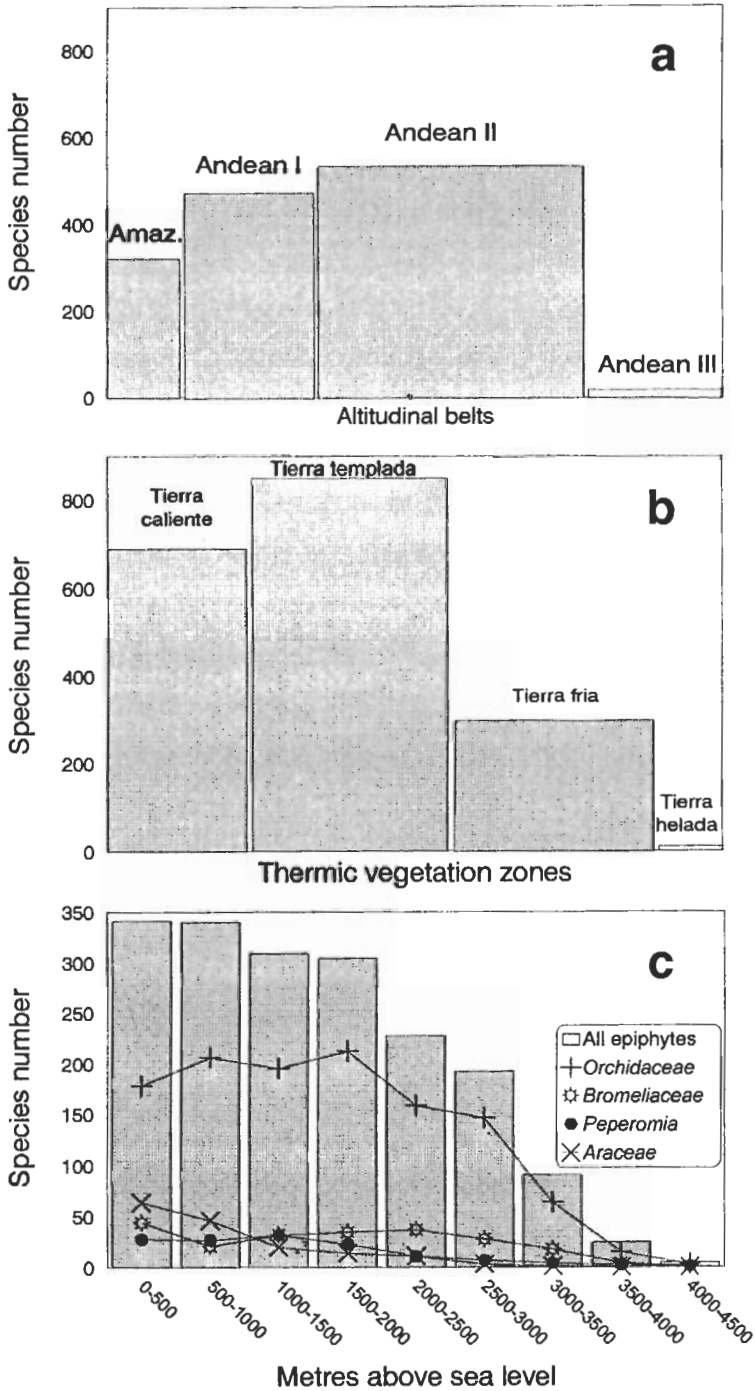 a
Species number
800
600
400
200
0
Amaz.
Andean I
Andean II
Andean III
Altitudinal belts
b
Species number
800
600
400
200
0
Tierra
caliente
Tierra templada
Tierra fria
Tierra
helada
Thermic vegetation zones
c
Species number
350
300
250
200
150
100
50
0
All epiphytes
Orchidaceae
Bromeliaceae
Peperomia
Araceae
0-500
500-1000
1000-1500
1500-2000
2000-2500
2500-3000
3000-3500
3500-4000
4000-4500
Metres above sea level